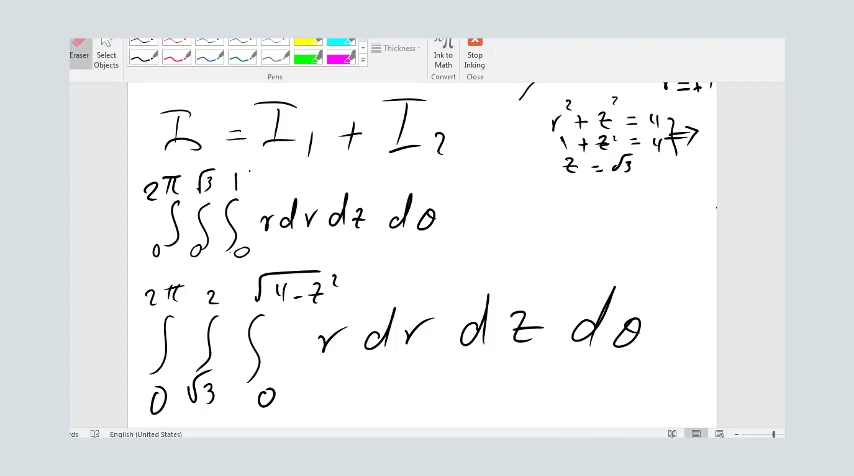 Eraser Select Objects
Thickness
Ink to Math Stop Inking
Pens Convert Close
I = I₁ + I₂
r² + z² = 4
1 + z² = 4 ⇒
z = √3
∫₀^2π ∫₀^√3 ∫₀^1 r dr dz dθ
∫₀^2π ∫_√3^2 ∫₀^√(4-z²) r dr dz dθ
English (United States)